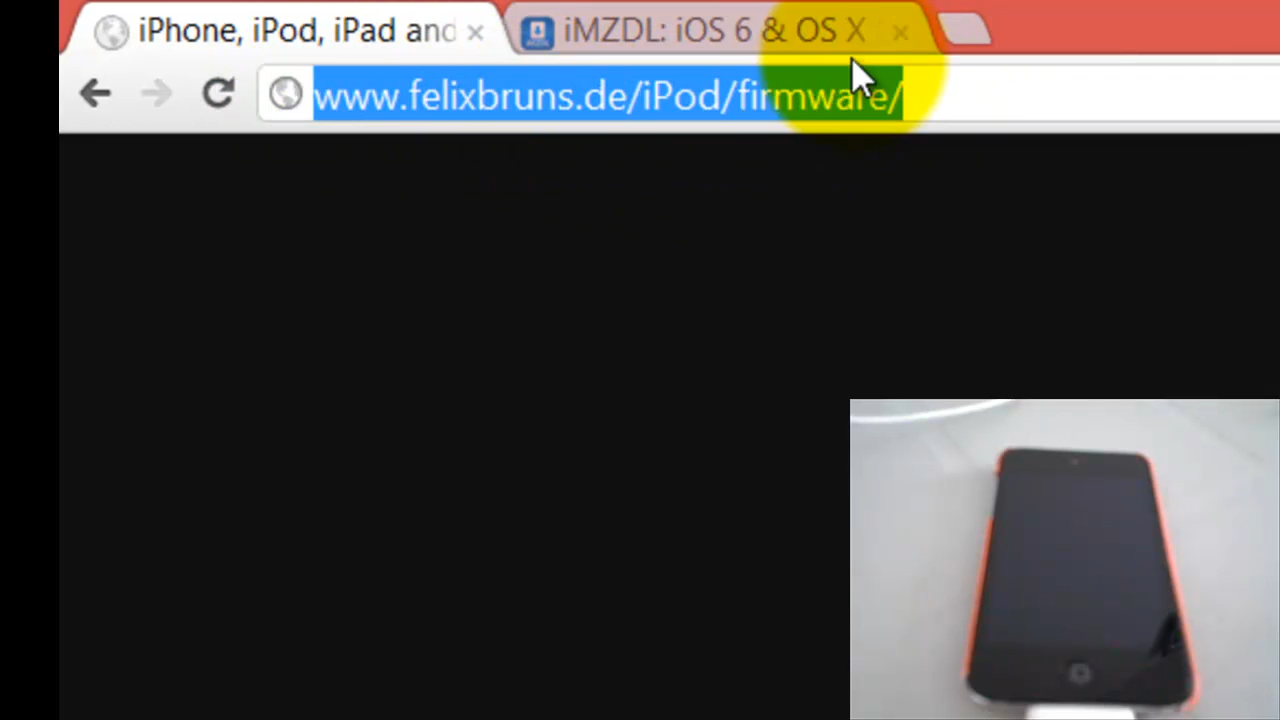 iPhone, iPod, iPad and
iMZDL: iOS 6 & OS X
www.felixbruns.de/iPod/firmware/